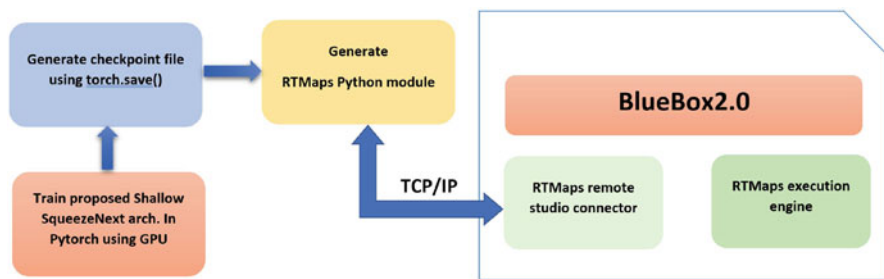 Generate checkpoint file
using torch.save()
Generate
RTMaps Python module
BlueBox2.0
Train proposed Shallow
SqueezeNext arch. In
Pytorch using GPU
TCP/IP
RTMaps remote
studio connector
RTMaps execution
engine